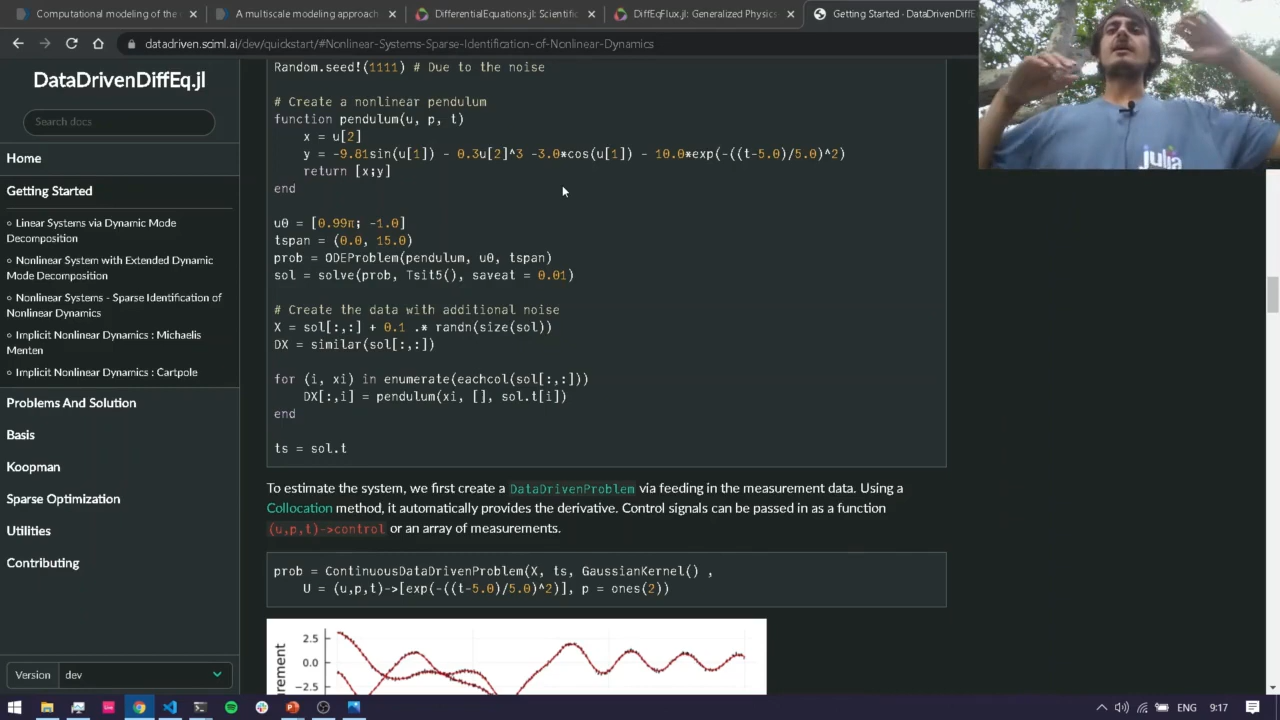 Computational modeling of the
A multiscale modeling approach
DifferentialEquations.jl: Scientific
DiffEqFlux.jl: Generalized Physics
Getting Started · DataDrivenDiffE
datadriven.sciml.ai/dev/quickstart/#Nonlinear-Systems-Sparse-Identification-of-Nonlinear-Dynamics
DataDrivenDiffEq.jl
Search docs
Home
Getting Started
Linear Systems via Dynamic Mode
Decomposition
Nonlinear System with Extended Dynamic
Mode Decomposition
Nonlinear Systems - Sparse Identification of
Nonlinear Dynamics
Implicit Nonlinear Dynamics : Michaelis
Menten
Implicit Nonlinear Dynamics : Cartpole
Problems And Solution
Basis
Koopman
Sparse Optimization
Utilities
Contributing
Version
dev
Random.seed!(1111) # Due to the noise
# Create a nonlinear pendulum
function pendulum(u, p, t)
x = u[2]
y = -9.81sin(u[1]) - 0.3u[2]^3 -3.0*cos(u[1]) - 10.0*exp(-((t-5.0)/5.0)^2)
return [x;y]
end
u0 = [0.99π; -1.0]
tspan = (0.0, 15.0)
prob = ODEProblem(pendulum, u0, tspan)
sol = solve(prob, Tsit5(), saveat = 0.01)
# Create the data with additional noise
X = sol[:,:] + 0.1 .* randn(size(sol))
DX = similar(sol[:,:])
for (i, xi) in enumerate(eachcol(sol[:,:]))
DX[:,i] = pendulum(xi, [], sol.t[i])
end
ts = sol.t
To estimate the system, we first create a DataDrivenProblem via feeding in the measurement data. Using a
Collocation method, it automatically provides the derivative. Control signals can be passed in as a function
(u,p,t)->control or an array of measurements.
prob = ContinuousDataDrivenProblem(X, ts, GaussianKernel() ,
U = (u,p,t)->[exp(-((t-5.0)/5.0)^2)], p = ones(2))
2.5
0.0
-2.5
julia
ENG
9:17